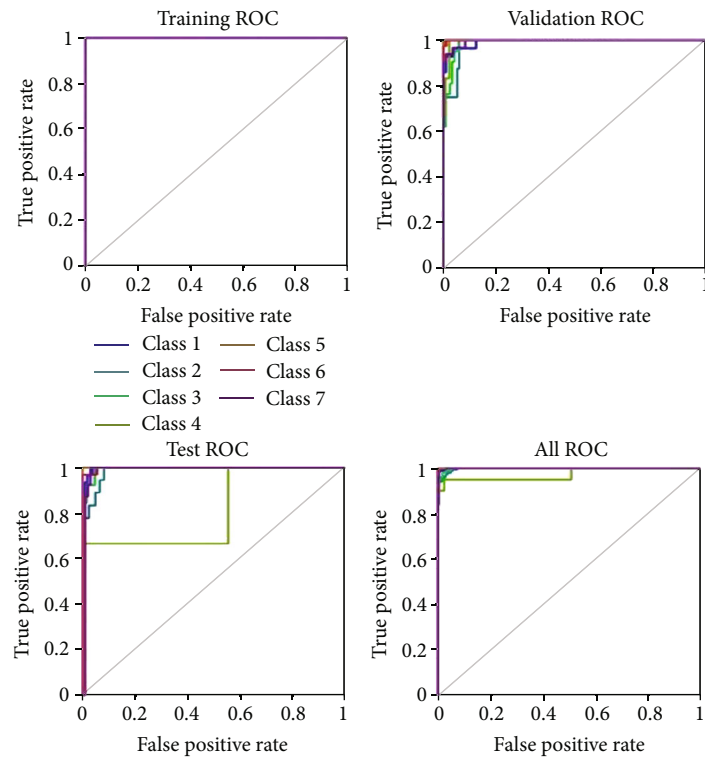 Training ROC
True positive rate
1
0.8
0.6
0.4
0.2
0
0 0.2 0.4 0.6 0.8 1
False positive rate
Validation ROC
True positive rate
1
0.8
0.6
0.4
0.2
0
0 0.2 0.4 0.6 0.8 1
False positive rate
Class 1 Class 5
Class 2 Class 6
Class 3 Class 7
Class 4
Test ROC
True positive rate
1
0.8
0.6
0.4
0.2
0
0 0.2 0.4 0.6 0.8 1
False positive rate
All ROC
True positive rate
1
0.8
0.6
0.4
0.2
0
0 0.2 0.4 0.6 0.8 1
False positive rate